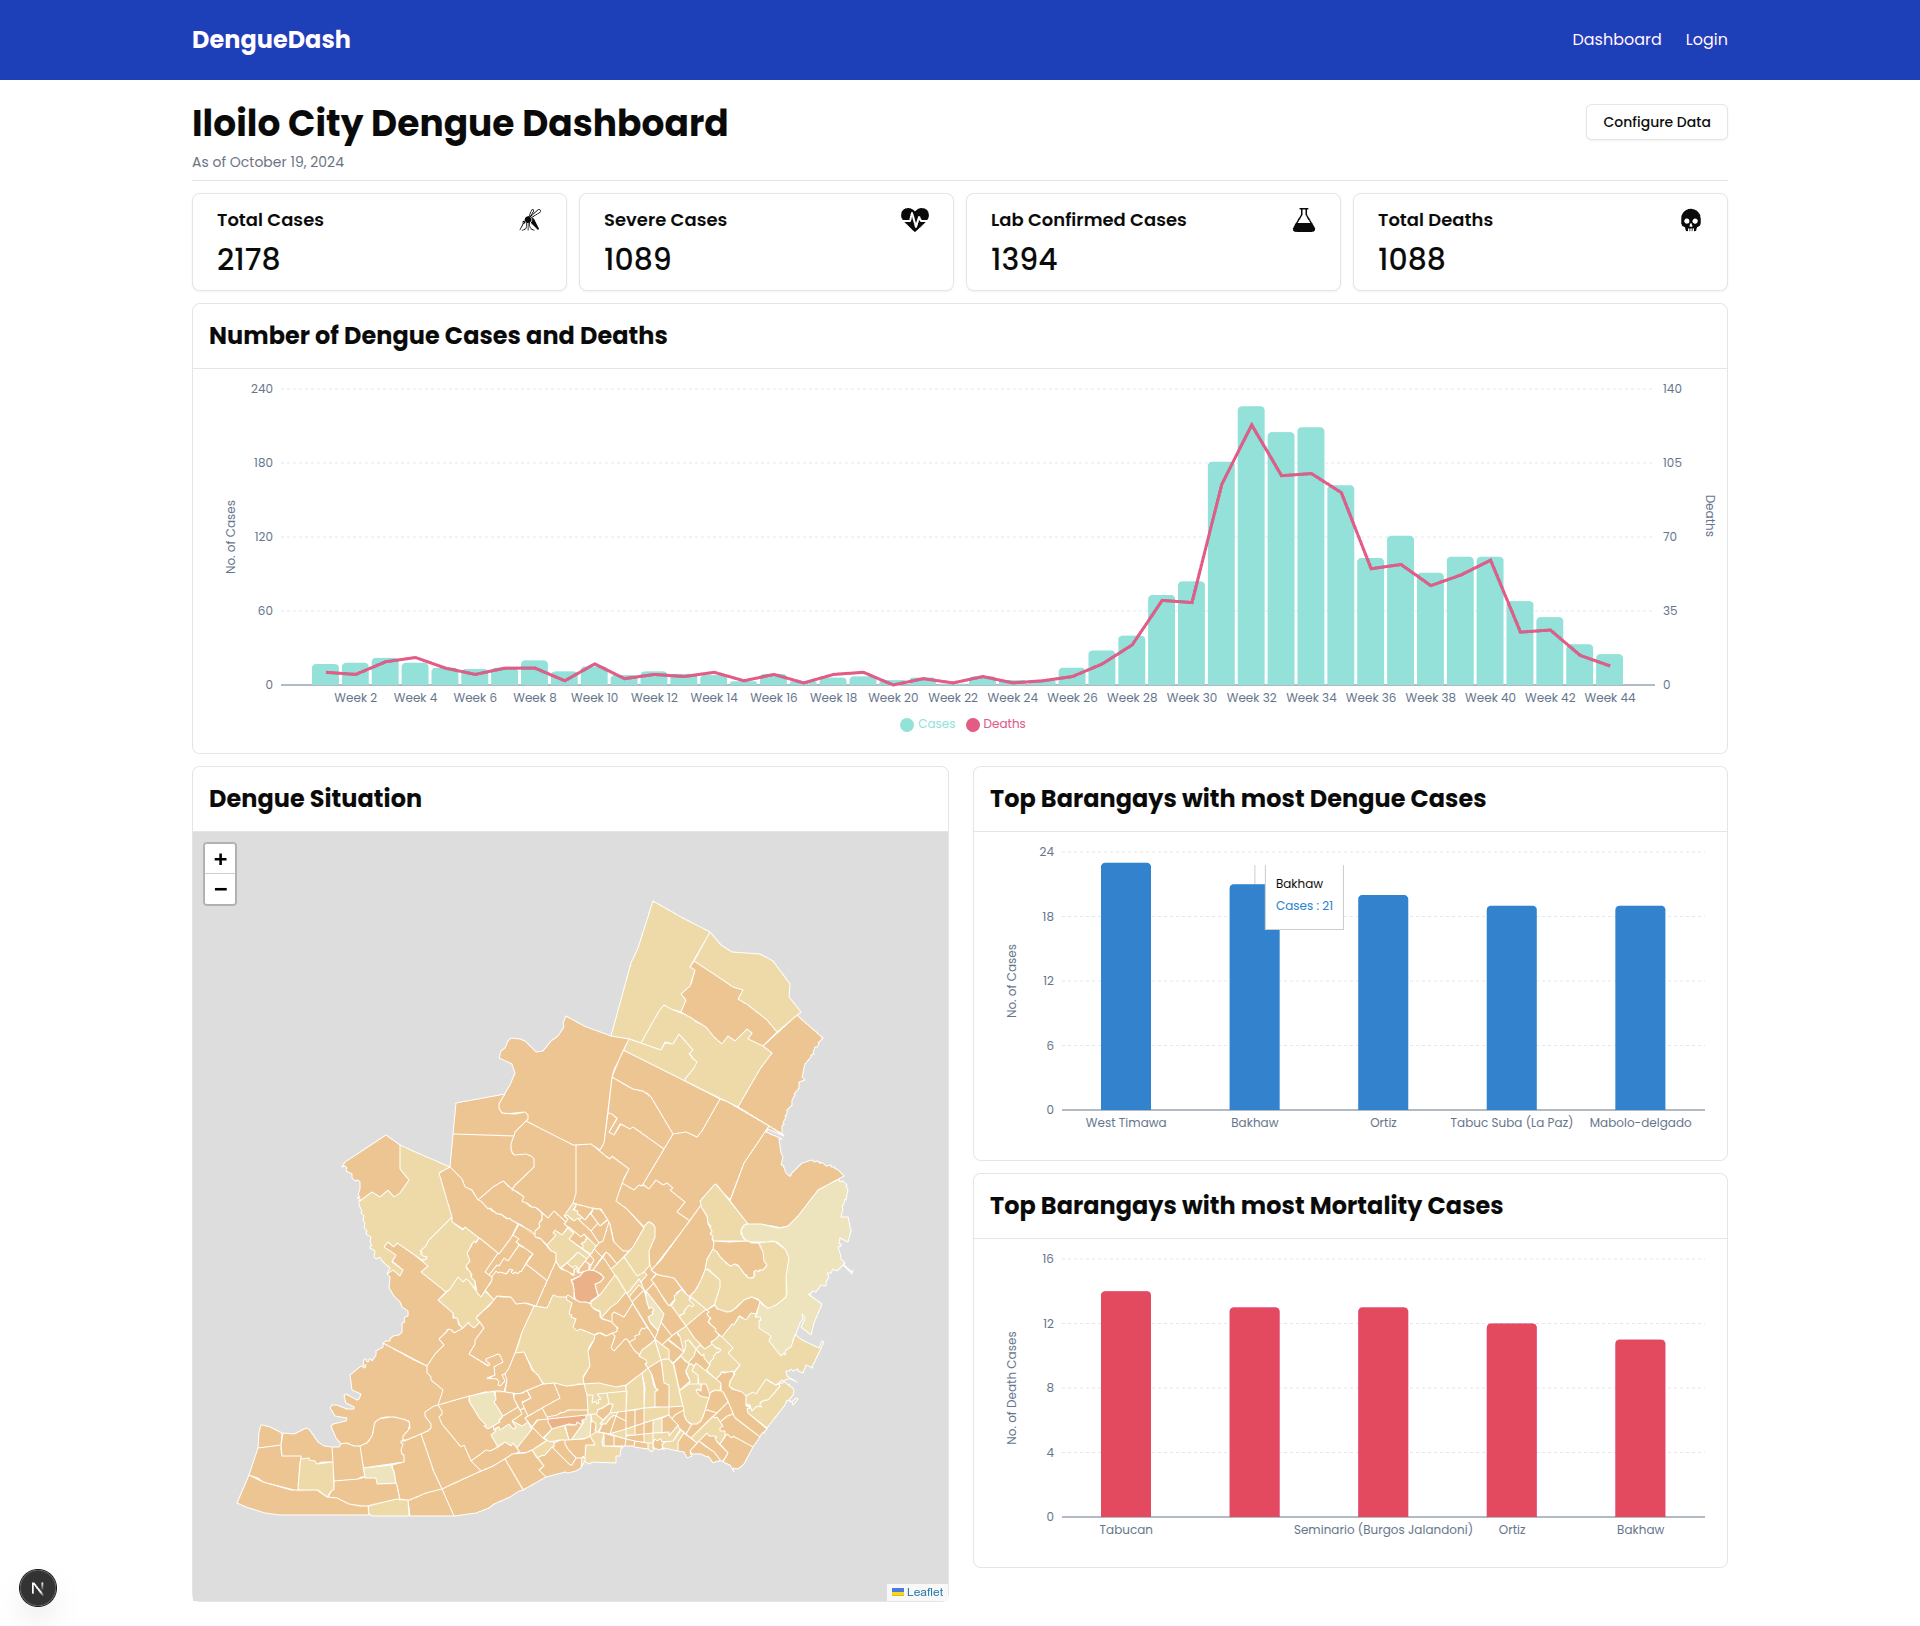 DengueDash
Dashboard
Login
Iloilo City Dengue Dashboard
Configure Data
As of October 19, 2024
Total Cases
2178
Severe Cases
1089
Lab Confirmed Cases
1394
Total Deaths
1088
Number of Dengue Cases and Deaths
240
180
120
60
0
No. of Cases
140
105
70
35
0
Deaths
Week 2 Week 4 Week 6 Week 8 Week 10 Week 12 Week 14 Week 16 Week 18 Week 20 Week 22 Week 24 Week 26 Week 28 Week 30 Week 32 Week 34 Week 36 Week 38 Week 40 Week 42 Week 44
Cases Deaths
Dengue Situation
+
−
Leaflet
Top Barangays with most Dengue Cases
24
18
12
6
0
No. of Cases
Bakhaw
Cases : 21
West Timawa Bakhaw Ortiz Tabuc Suba (La Paz) Mabolo-delgado
Top Barangays with most Mortality Cases
16
12
8
4
0
No. of Death Cases
Tabucan Seminario (Burgos Jalandoni) Ortiz Bakhaw
N